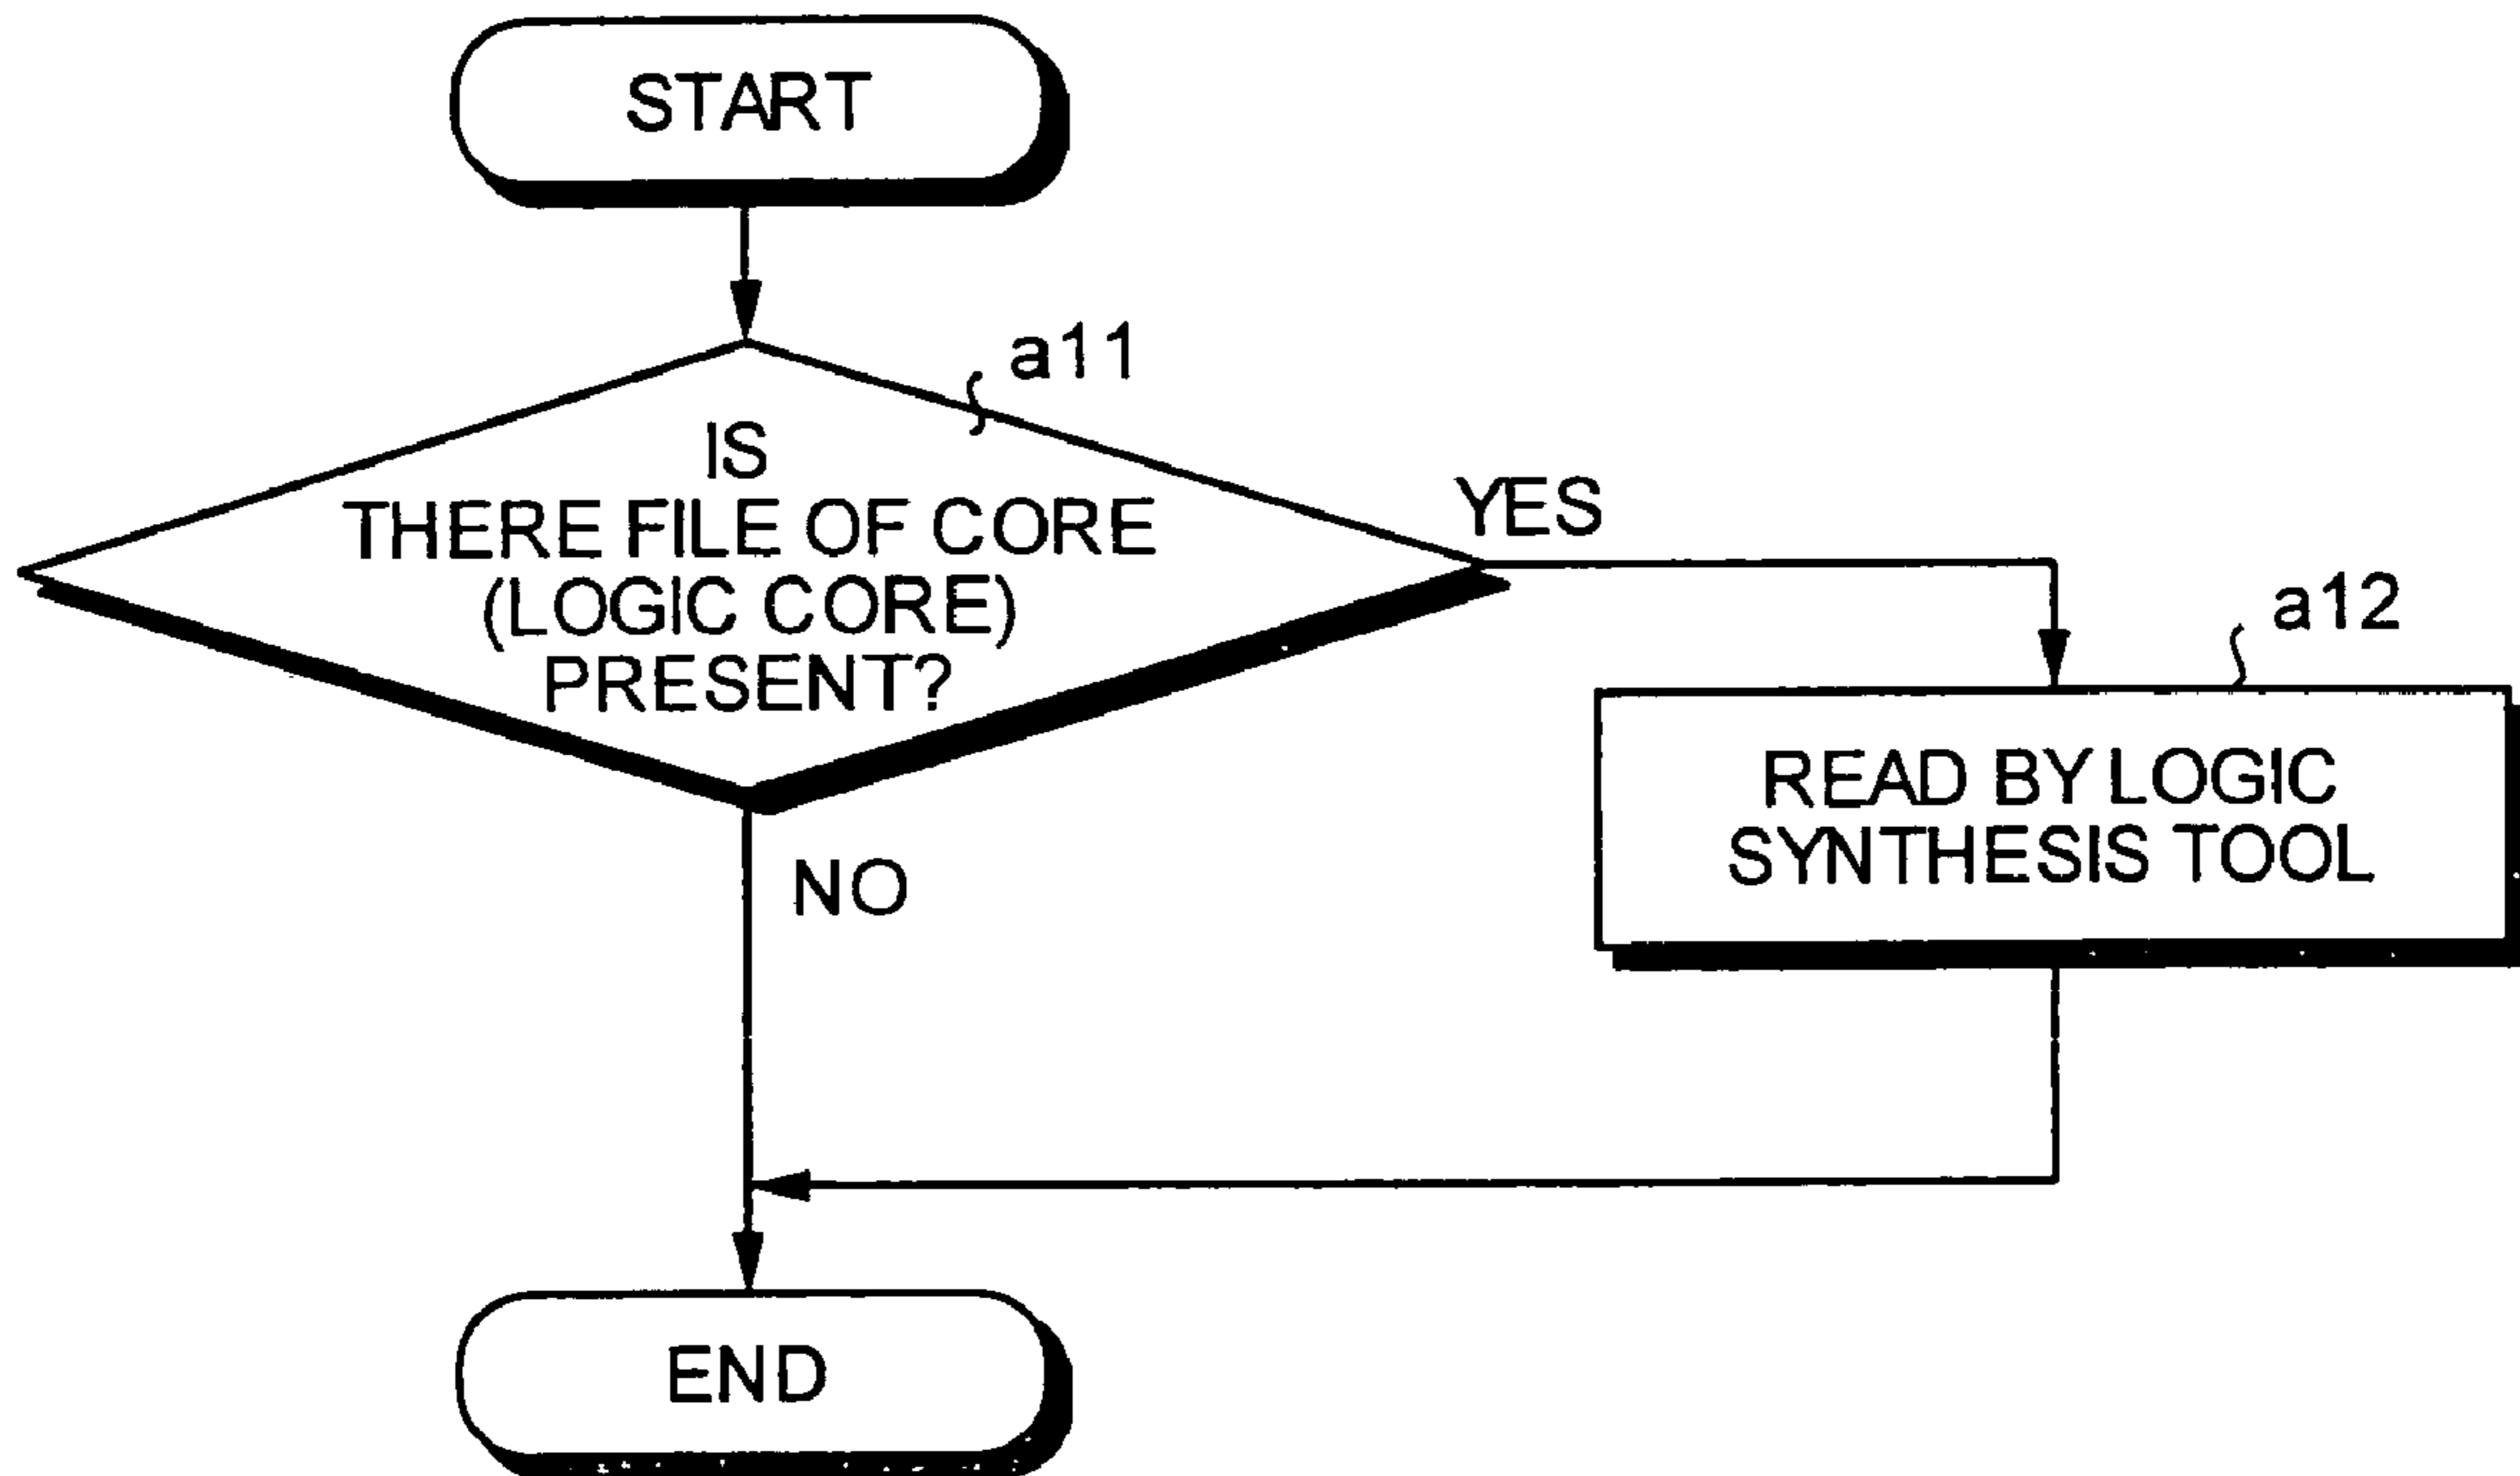 START
a11
IS
THERE FILE OF CORE
(LOGIC CORE)
PRESENT?
YES
a12
READ BY LOGIC
SYNTHESIS TOOL
NO
END